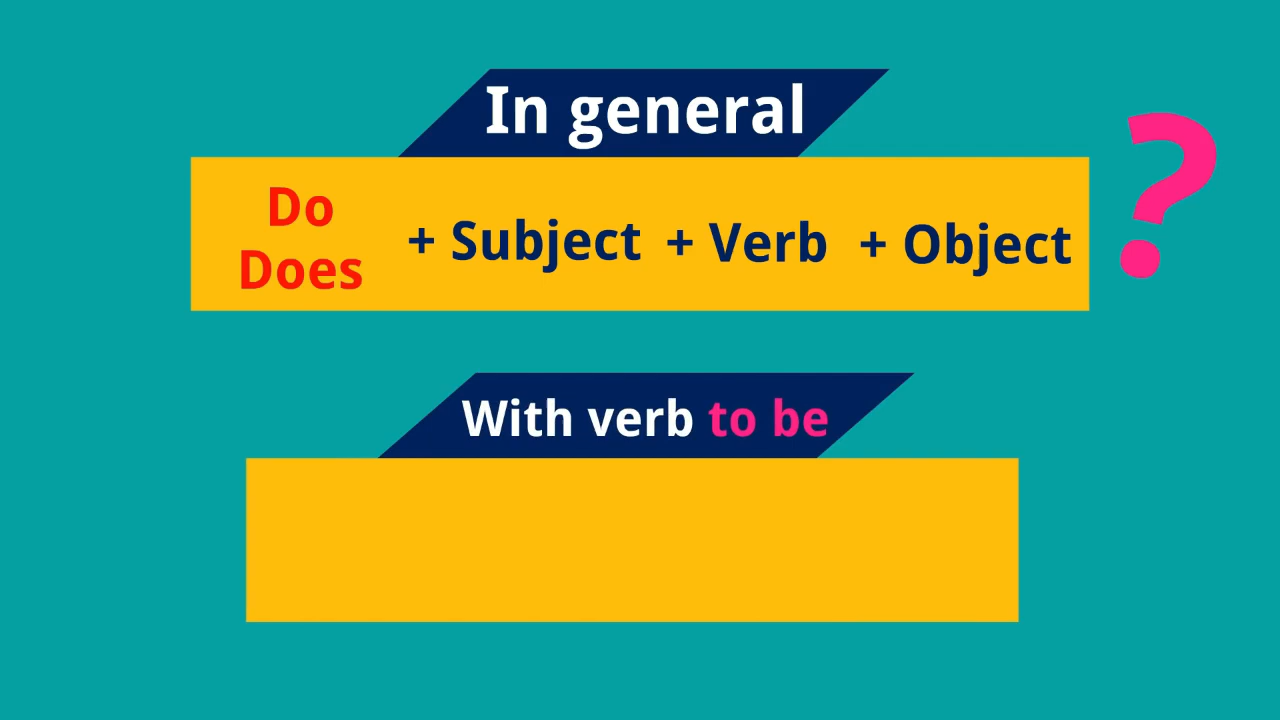 In general
Do
Does
+ Subject + Verb + Object ?
With verb to be